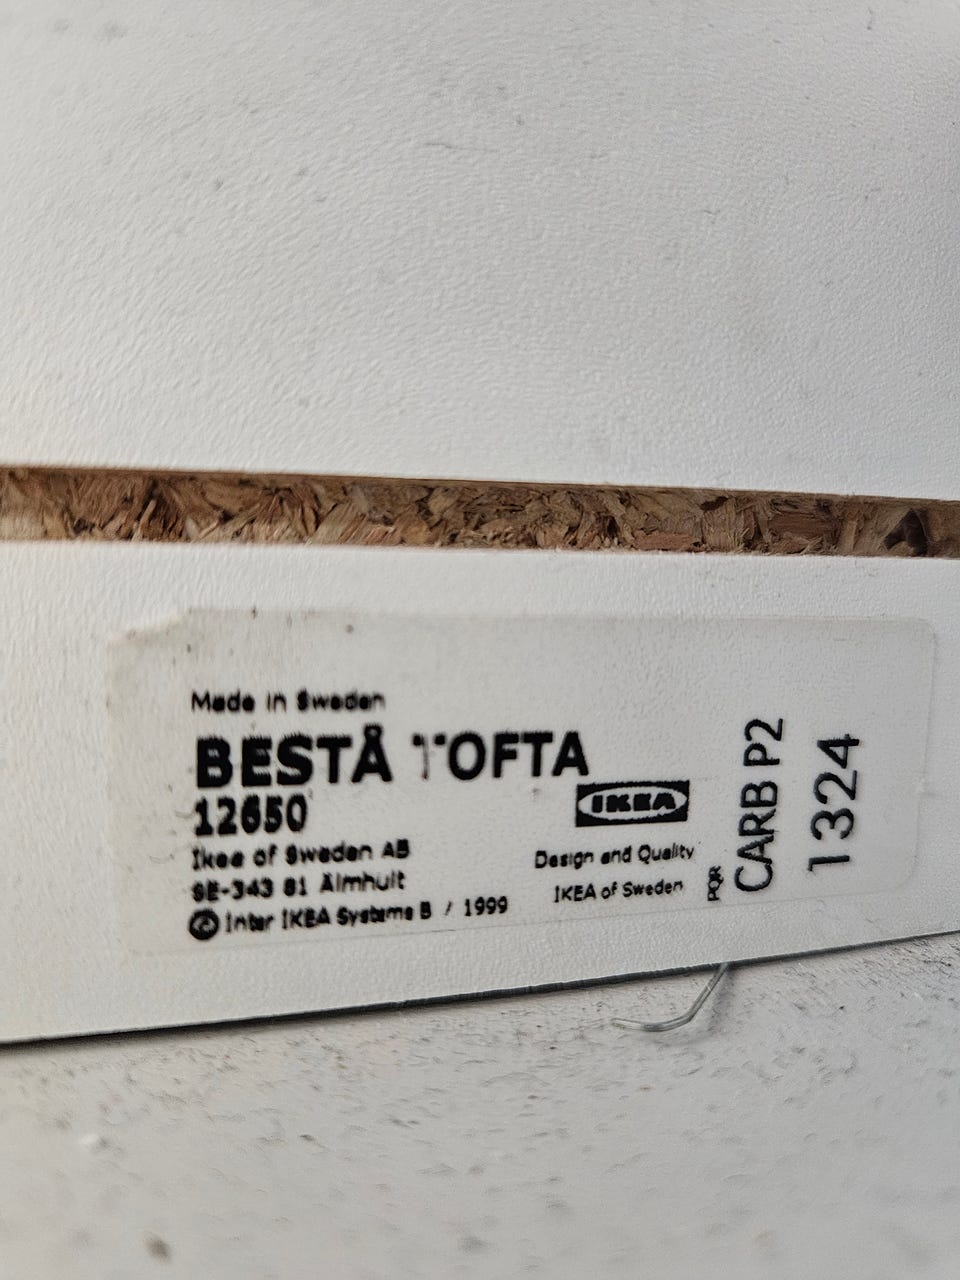 Made in Sweden
BESTÅ TOFTA
12650
Ikea of Sweden AB
SE-343 81 Älmhult
© Inter IKEA Systems B / 1999
IKEA
Design and Quality
IKEA of Sweden
PQR
CARB P2
1324